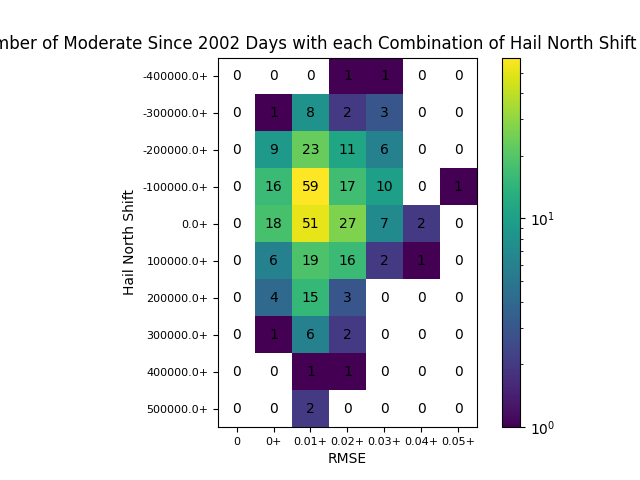 mber of Moderate Since 2002 Days with each Combination of Hail North Shift
-400000.0+ 0 0 0 1 1 0 0
-300000.0+ 0 1 8 2 3 0 0
-200000.0+ 0 9 23 11 6 0 0
-100000.0+ 0 16 59 17 10 0 1
0.0+ 0 18 51 27 7 2 0
100000.0+ 0 6 19 16 2 1 0
200000.0+ 0 4 15 3 0 0 0
300000.0+ 0 1 6 2 0 0 0
400000.0+ 0 0 1 1 0 0 0
500000.0+ 0 0 2 0 0 0 0
0 0+ 0.01+ 0.02+ 0.03+ 0.04+ 0.05+
RMSE
Hail North Shift
10¹
10⁰